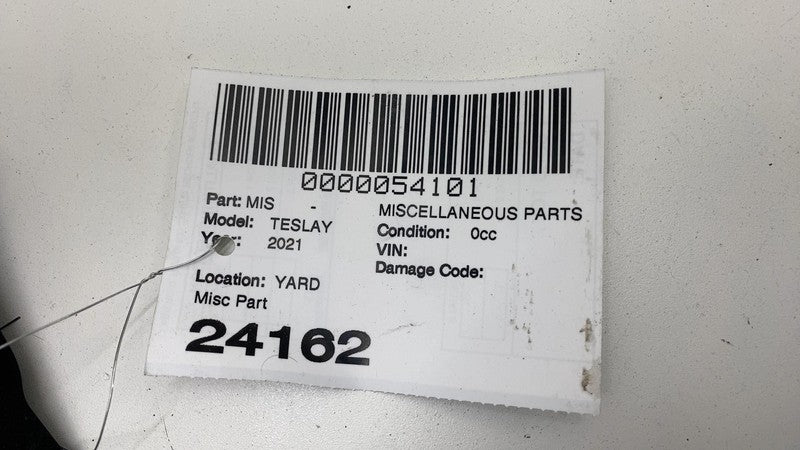 0000054101
Part: MIS - MISCELLANEOUS PARTS
Model: TESLAY Condition: 0cc
Year: 2021 VIN:
Damage Code:
Location: YARD
Misc Part
24162